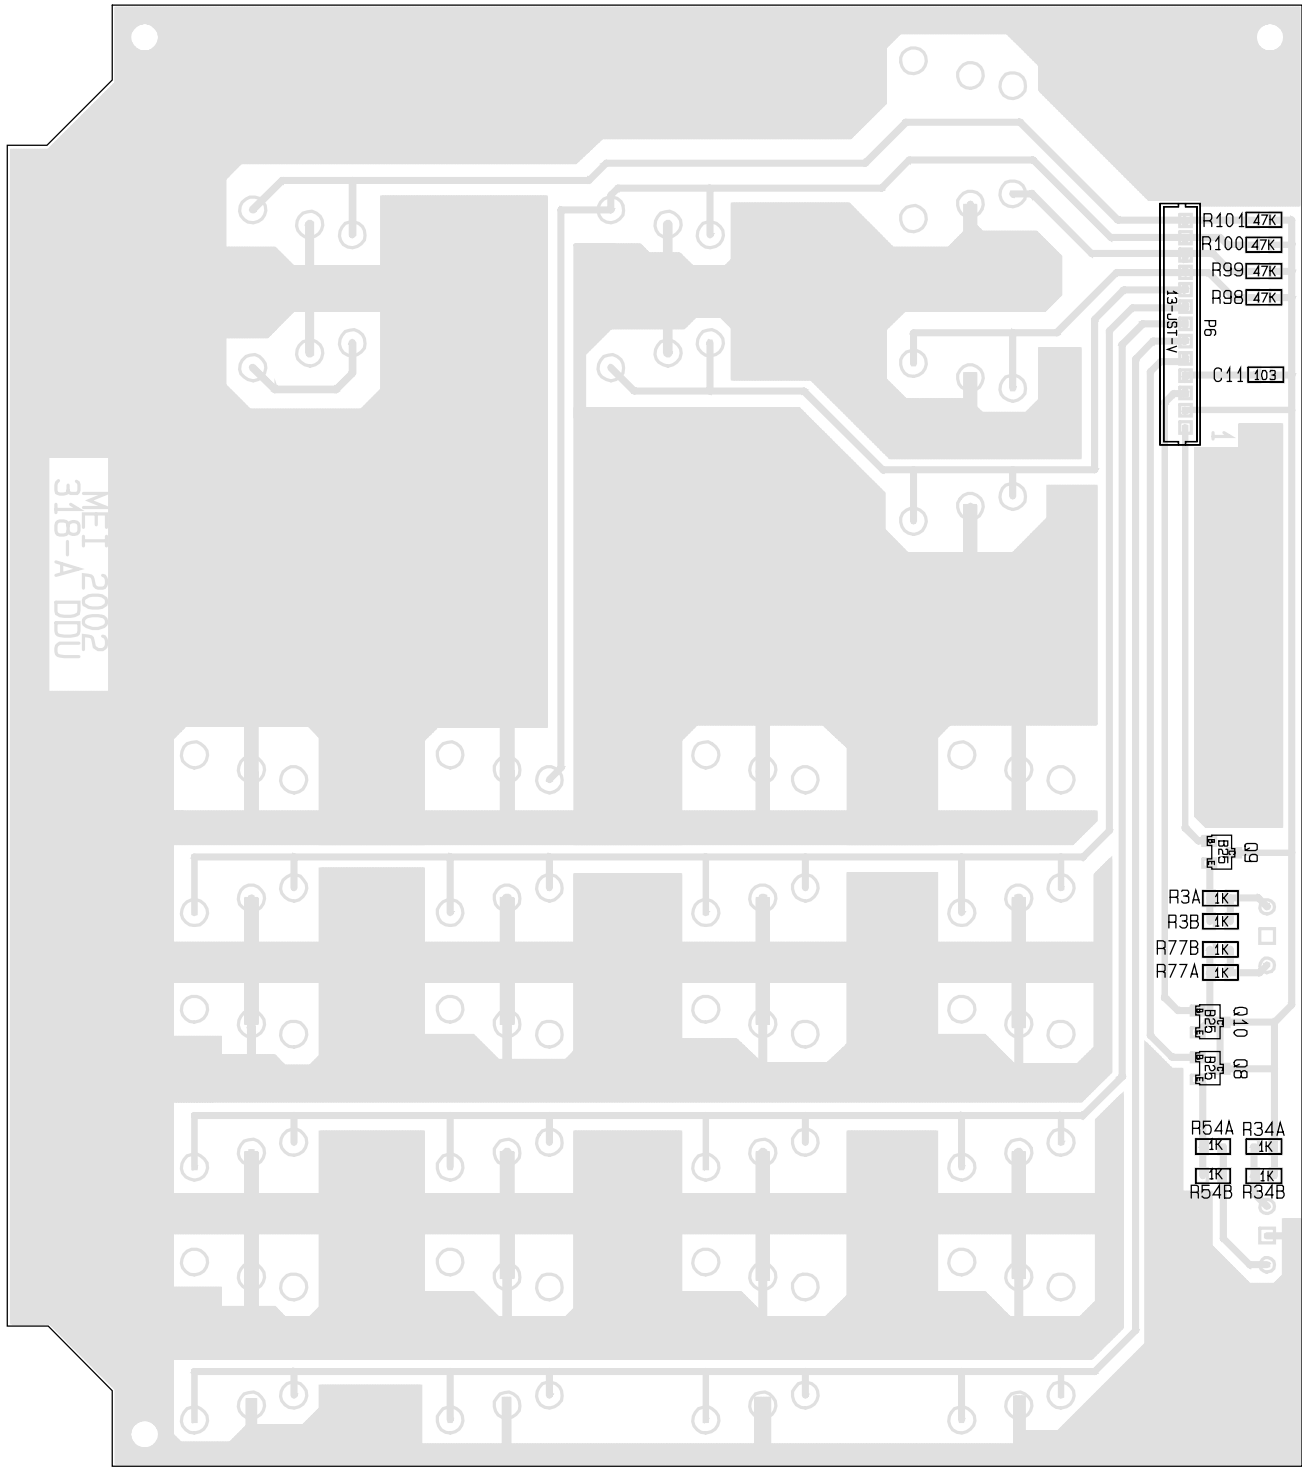 R101 47K
R100 47K
R99 47K
R98 47K
13-JST-V
P6
C11 103
1
MEI 2002
318-A DDU
B E C B25 Q9
R3A 1K
R3B 1K
R77B 1K
R77A 1K
B E C B25 Q10
B E C B25 Q8
R54A R34A
1K 1K
1K 1K
R54B R34B